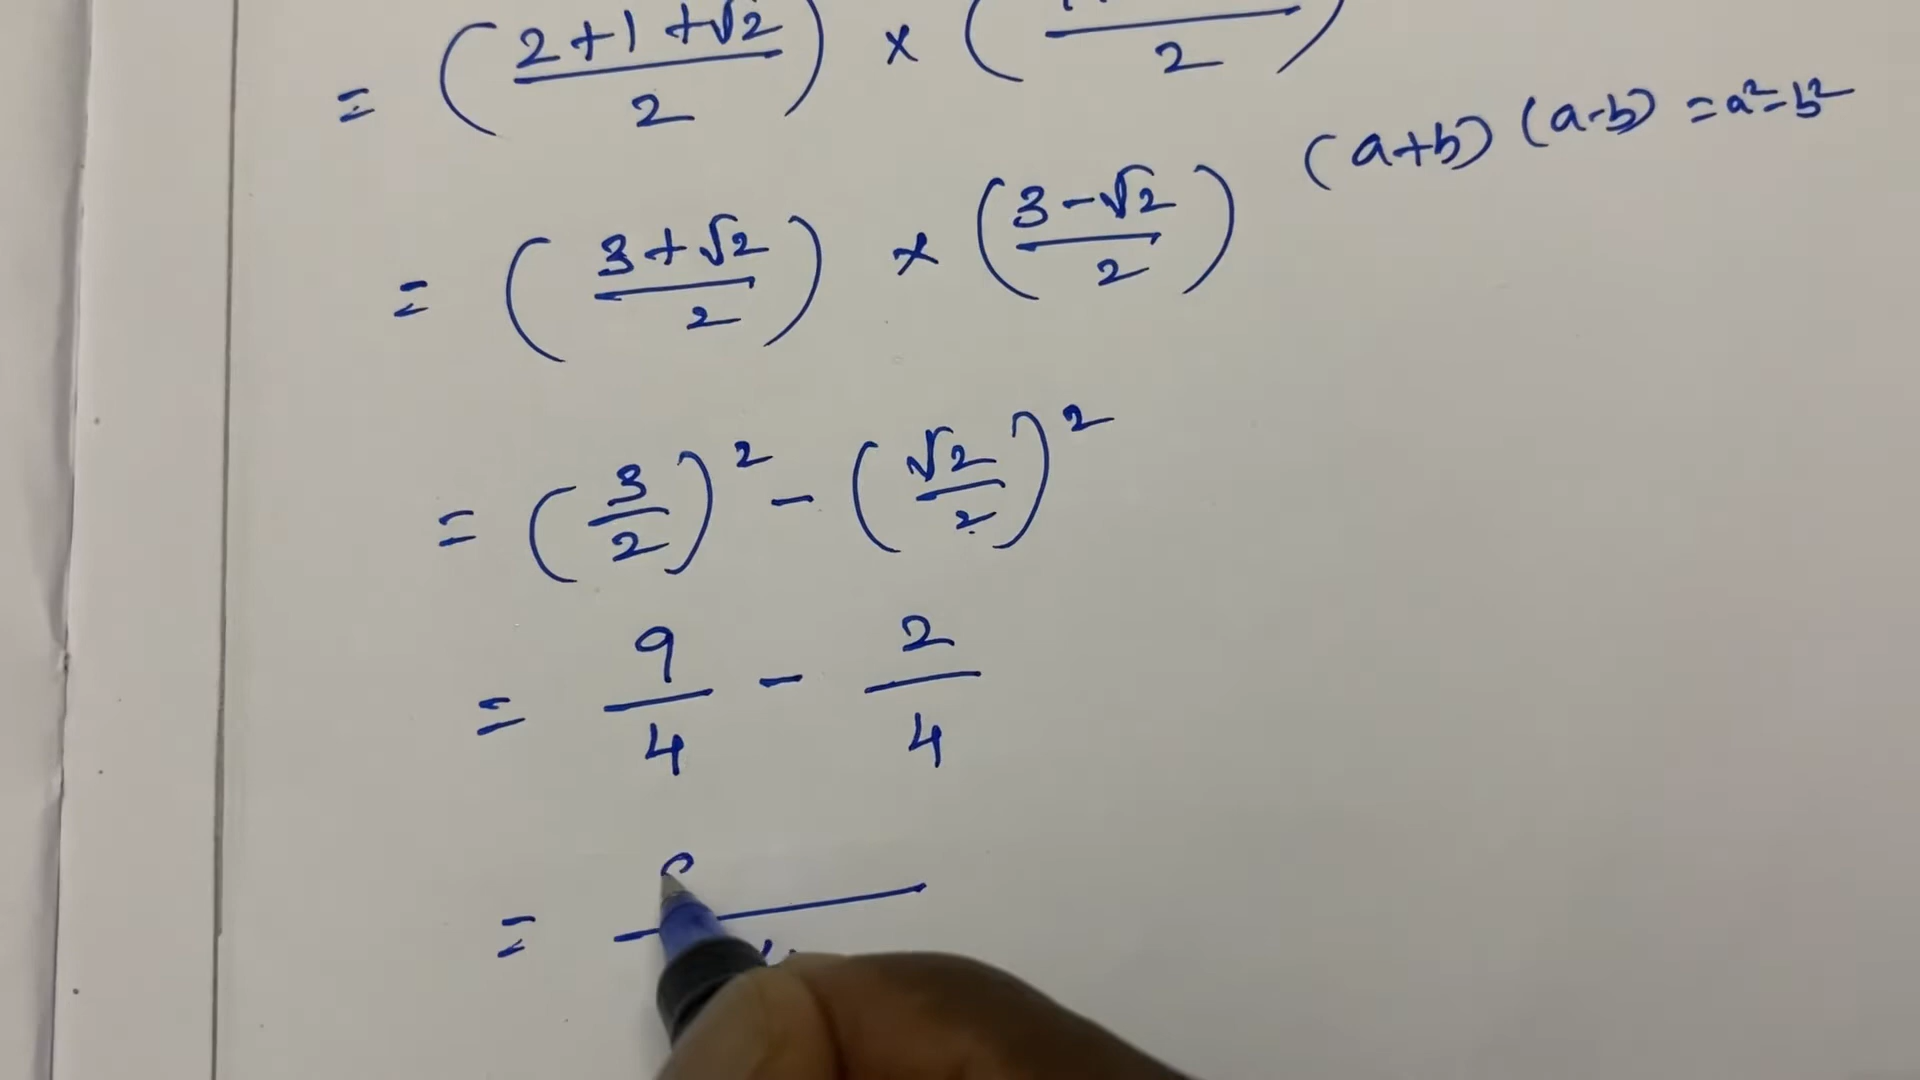 = ( 2+1+√2 / 2 ) × ( / 2 )
(a+b) (a-b) = a²-b²
= ( 3+√2 / 2 ) × ( 3-√2 / 2 )
= ( 3 / 2 )² - ( √2 / 2 )²
= 9 / 4 - 2 / 4
=